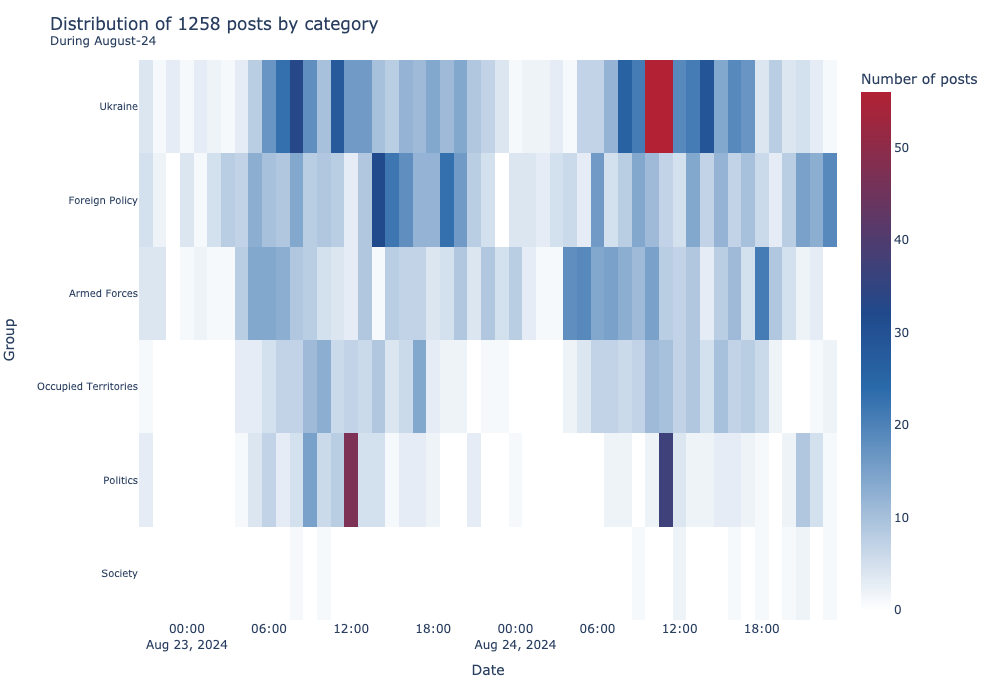 Distribution of 1258 posts by category
During August-24
Number of posts
Group
Ukraine
Foreign Policy
Armed Forces
Occupied Territories
Politics
Society
50
40
30
20
10
0
00:00 06:00 12:00 18:00 00:00 06:00 12:00 18:00
Aug 23, 2024 Aug 24, 2024
Date